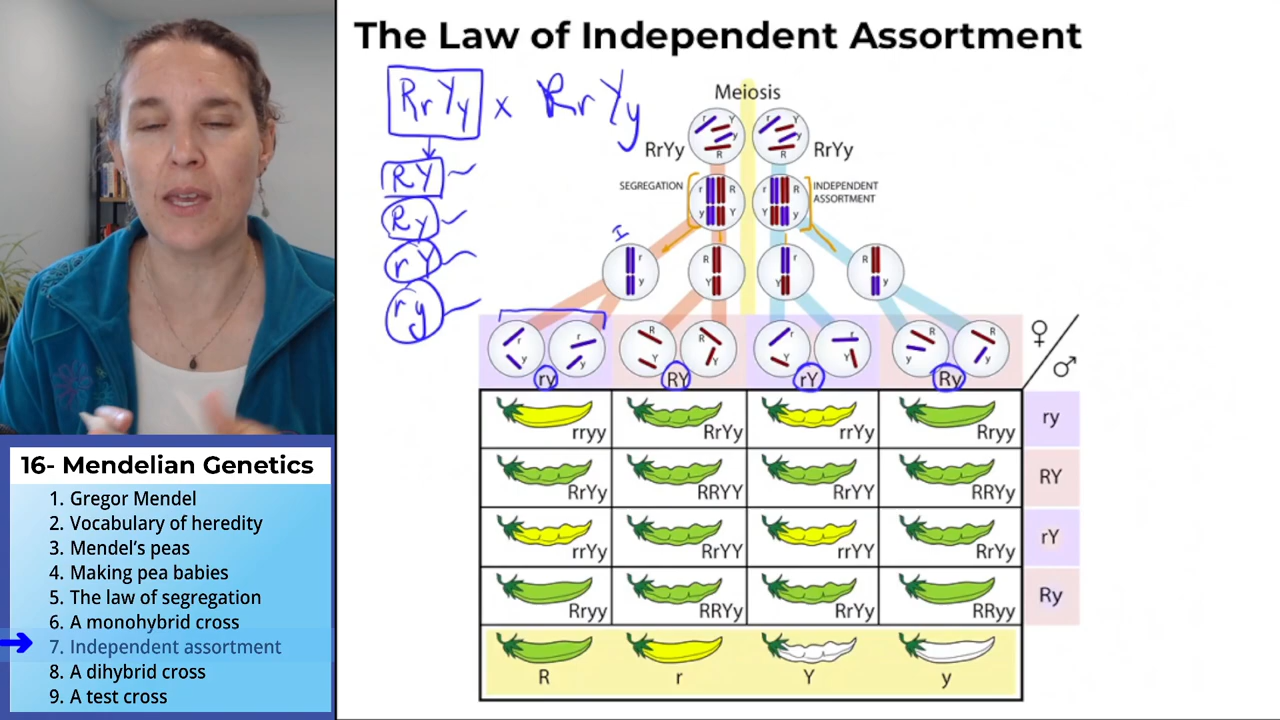 The Law of Independent Assortment
RrYy x RrYy
RY
Ry
rY
ry
Meiosis
r Y y R
r Y y R
RrYy
RrYy
SEGREGATION
r R
y Y
r R
Y y
INDEPENDENT
ASSORTMENT
I
r
y
R
Y
r
Y
R
y
r
y
r
y
R
Y
R
Y
r
Y
r
Y
R
y
R
y
♀
♂
ry RY rY Ry
rryy RrYy rrYy Rryy ry
RrYy RRYY RrYY RRYy RY
rrYy RrYY rrYY RrYy rY
Rryy RRYy RrYy RRyy Ry
R r Y y
16- Mendelian Genetics
1. Gregor Mendel
2. Vocabulary of heredity
3. Mendel's peas
4. Making pea babies
5. The law of segregation
6. A monohybrid cross
7. Independent assortment
8. A dihybrid cross
9. A test cross